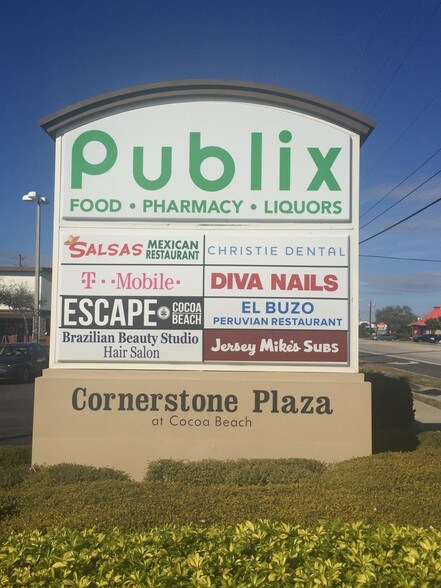 Publix
FOOD • PHARMACY • LIQUORS
SALSAS MEXICAN RESTAURANT
CHRISTIE DENTAL
T··Mobile·
DIVA NAILS
ESCAPE COCOA BEACH
EL BUZO
PERUVIAN RESTAURANT
Brazilian Beauty Studio
Hair Salon
Jersey Mike's SUBS
Cornerstone Plaza
at Cocoa Beach